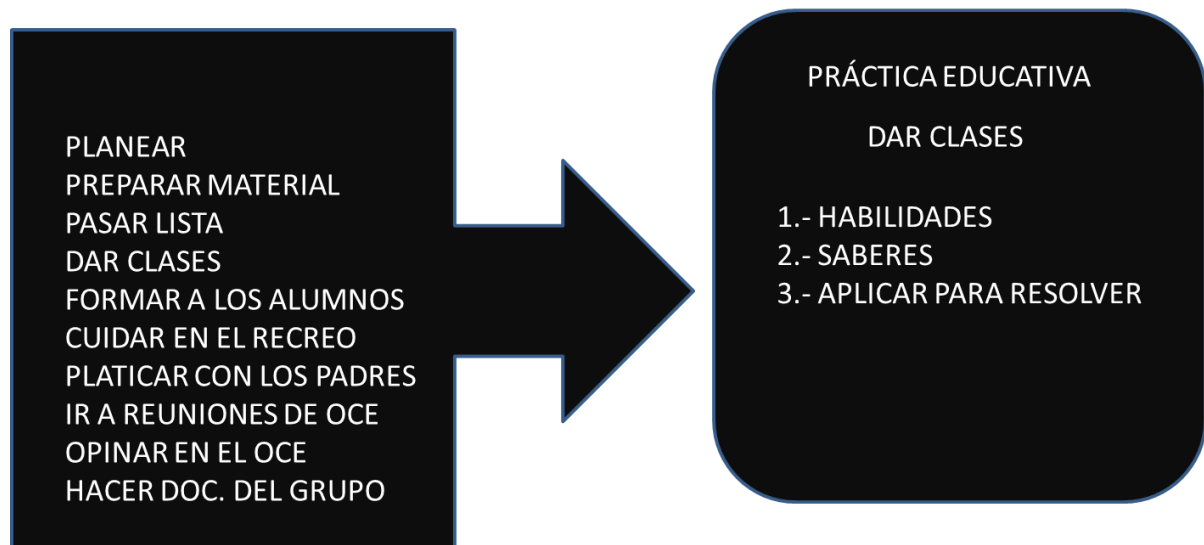 PLANEAR
PREPARAR MATERIAL
PASAR LISTA
DAR CLASES
FORMAR A LOS ALUMNOS
CUIDAR EN EL RECREO
PLATICAR CON LOS PADRES
IR A REUNIONES DE OCE
OPINAR EN EL OCE
HACER DOC. DEL GRUPO
PRÁCTICA EDUCATIVA
DAR CLASES
1.- HABILIDADES
2.- SABERES
3.- APLICAR PARA RESOLVER